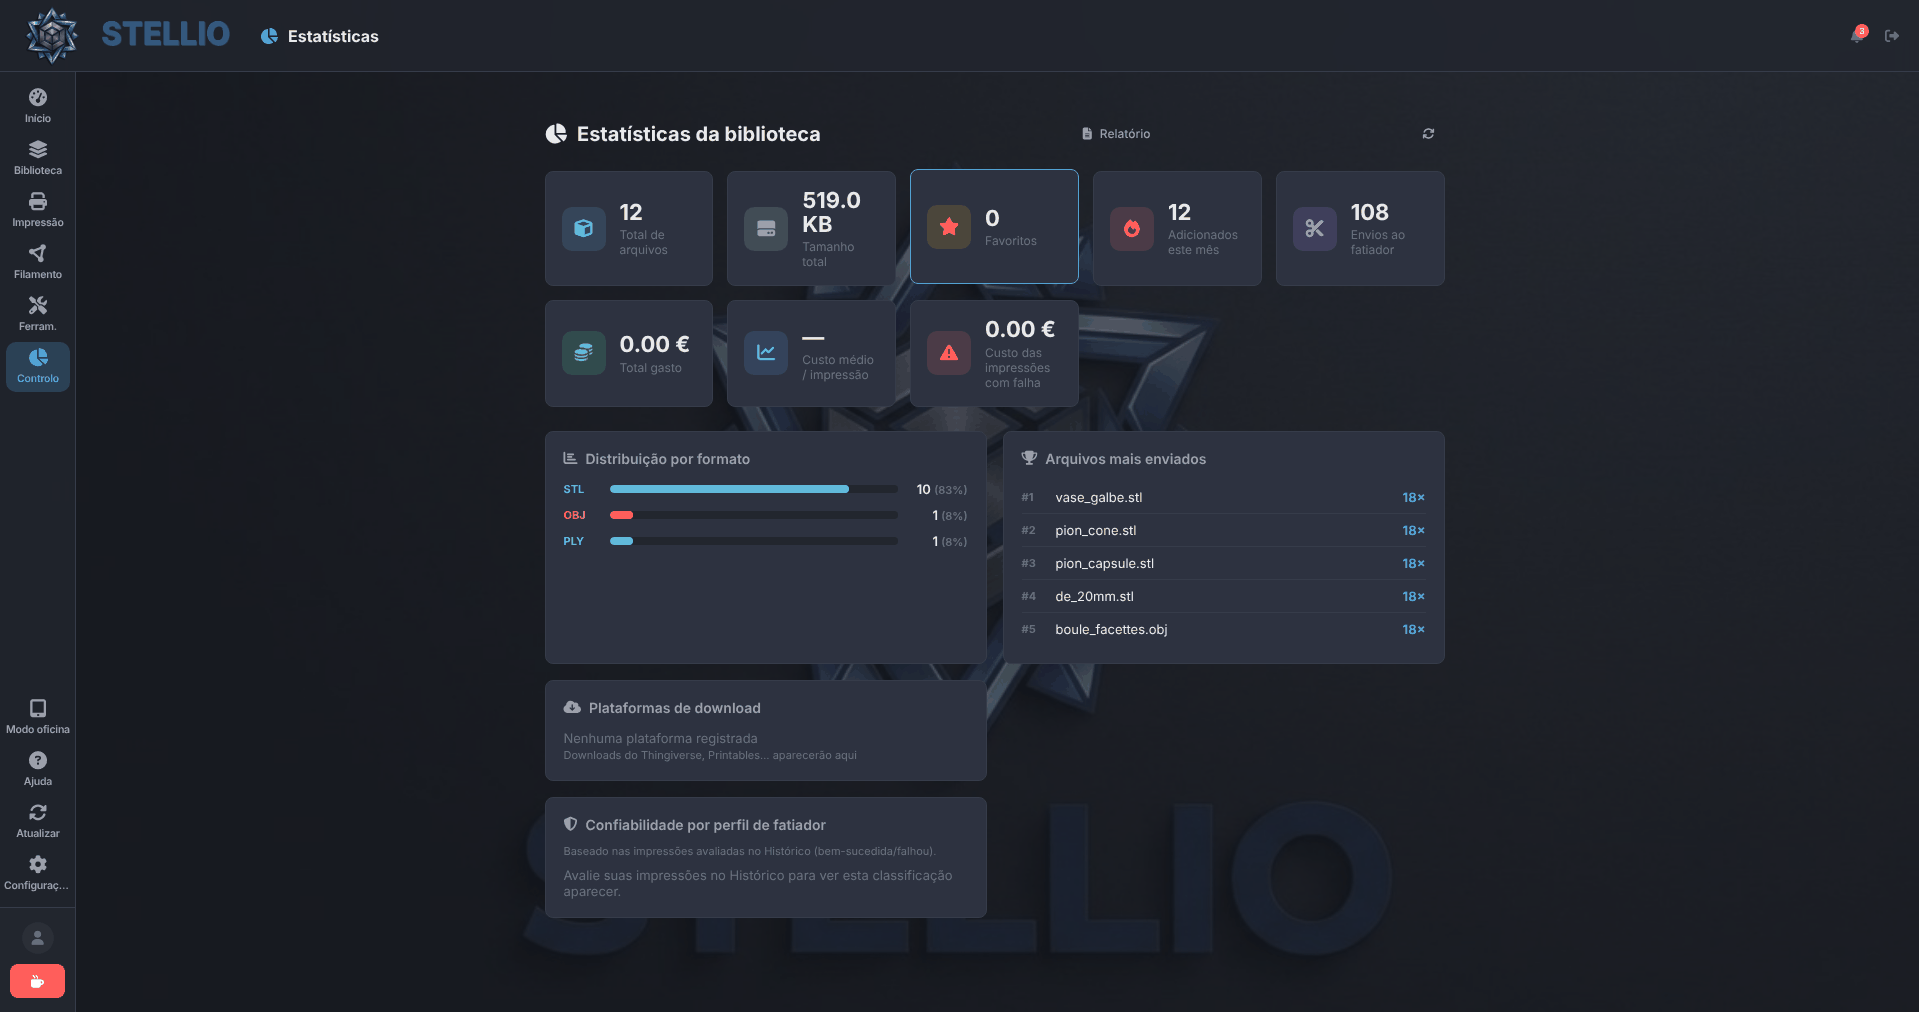 STELLIO
Estatísticas
3
Início
Biblioteca
Impressão
Filamento
Ferram.
Controlo
Modo oficina
Ajuda
Atualizar
Configuraç...
Estatísticas da biblioteca
Relatório
12
Total de
arquivos
519.0
KB
Tamanho
total
0
Favoritos
12
Adicionados
este mês
108
Envios ao
fatiador
0.00 €
Total gasto
—
Custo médio
/ impressão
0.00 €
Custo das
impressões
com falha
Distribuição por formato
STL 10 (83%)
OBJ 1 (8%)
PLY 1 (8%)
Arquivos mais enviados
#1 vase_galbe.stl 18×
#2 pion_cone.stl 18×
#3 pion_capsule.stl 18×
#4 de_20mm.stl 18×
#5 boule_facettes.obj 18×
Plataformas de download
Nenhuma plataforma registrada
Downloads do Thingiverse, Printables... aparecerão aqui
Confiabilidade por perfil de fatiador
Baseado nas impressões avaliadas no Histórico (bem-sucedida/falhou).
Avalie suas impressões no Histórico para ver esta classificação
aparecer.
STELLIO